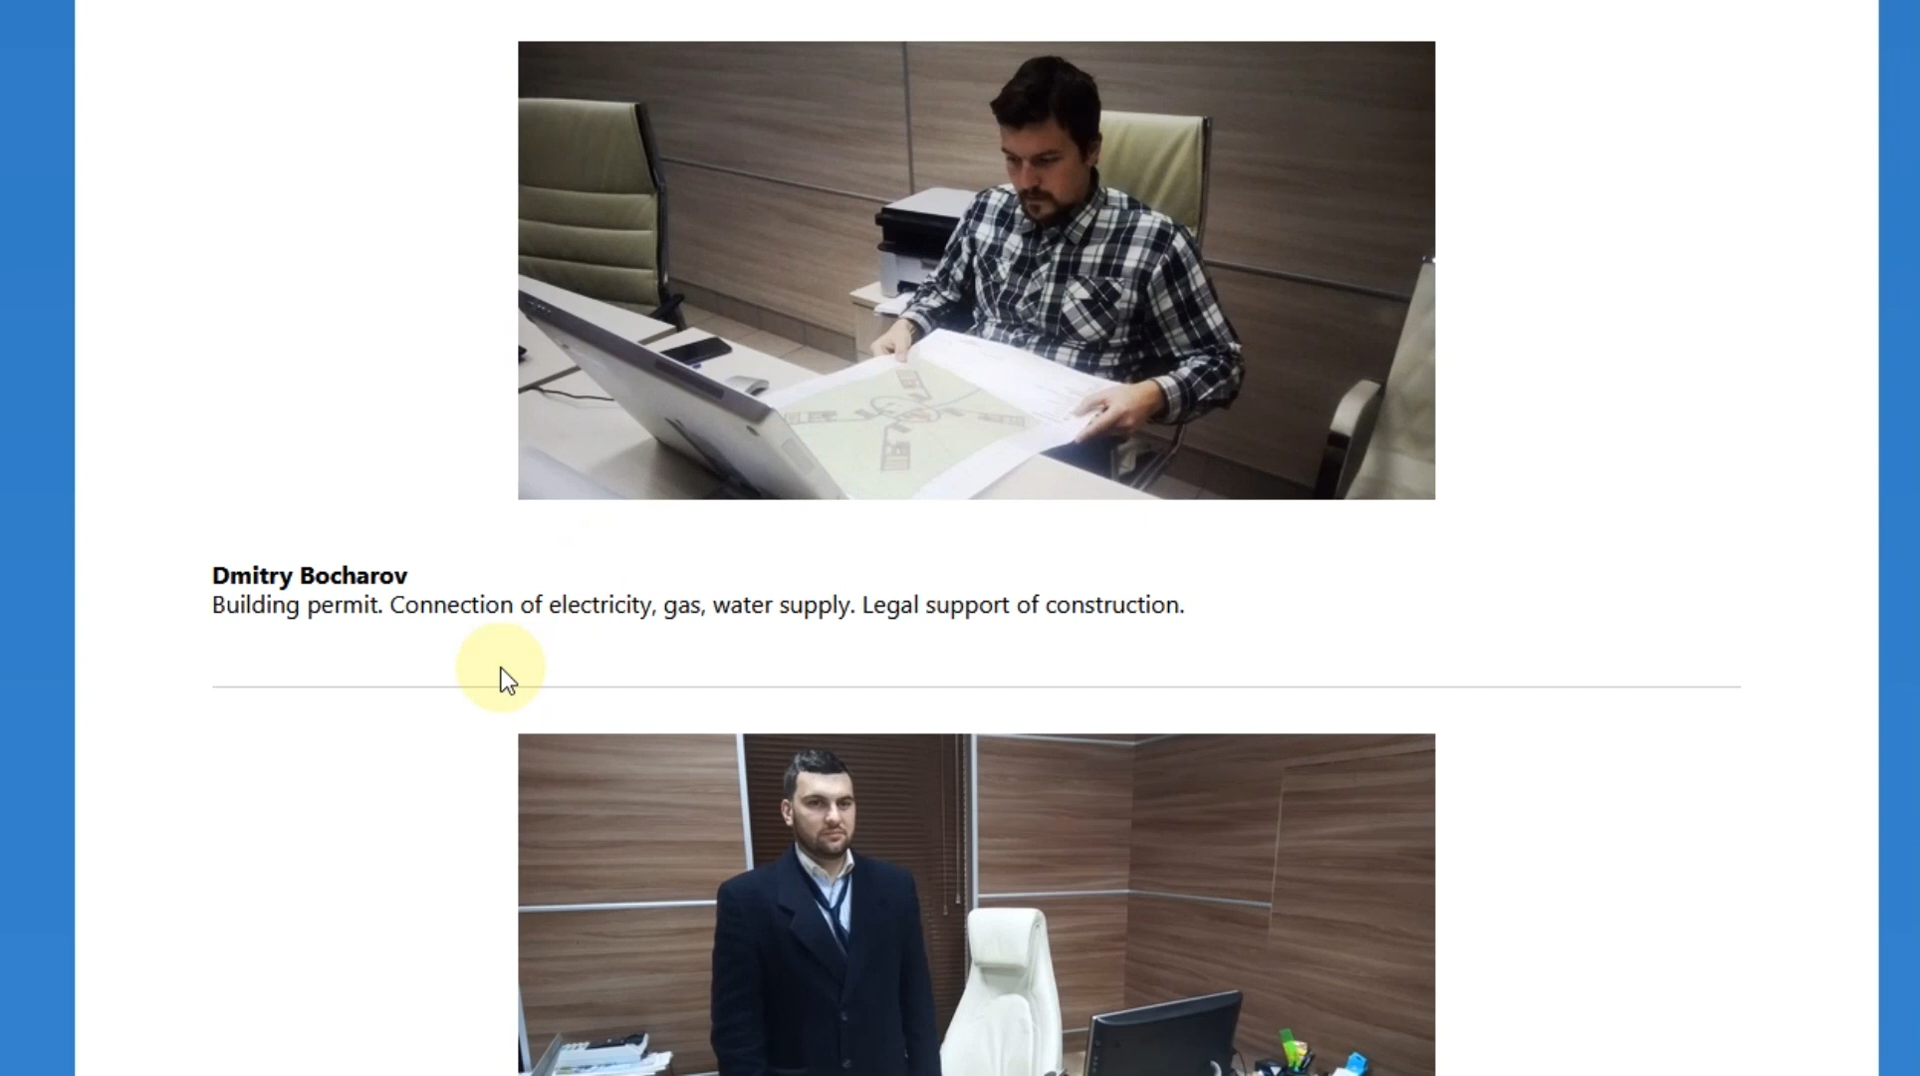 Dmitry Bocharov
Building permit. Connection of electricity, gas, water supply. Legal support of construction.